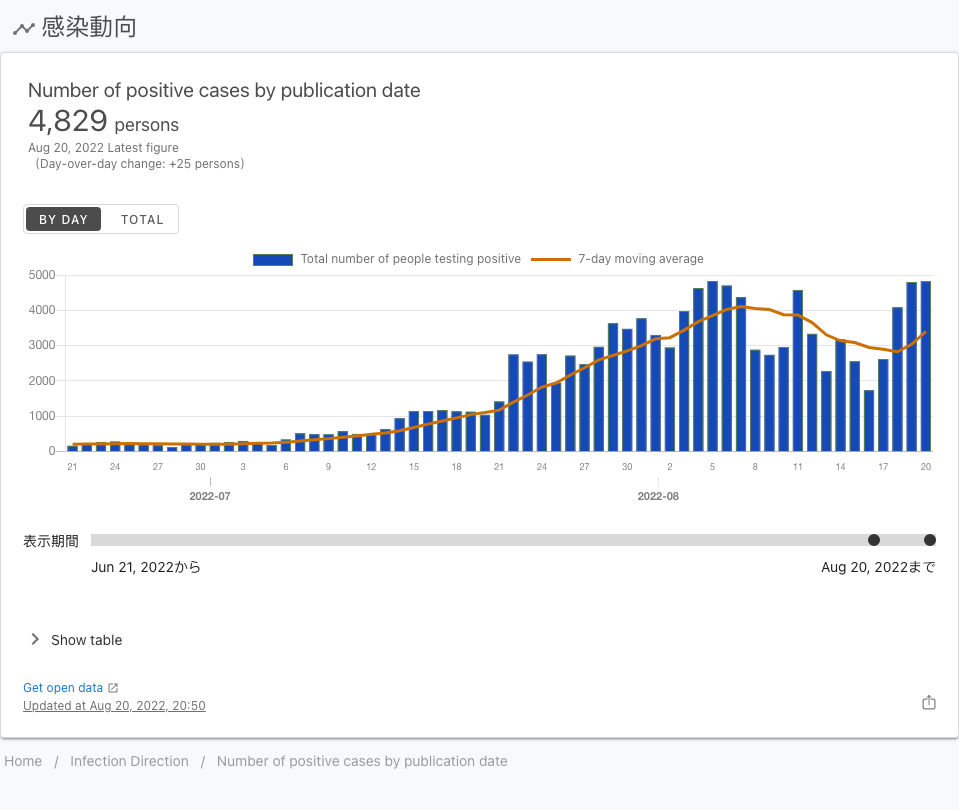 感染動向
Number of positive cases by publication date
4,829 persons
Aug 20, 2022 Latest figure
（Day-over-day change: +25 persons）
BY DAY TOTAL
Total number of people testing positive 7-day moving average
5000
4000
3000
2000
1000
0
21 24 27 30 3 6 9 12 15 18 21 24 27 30 2 5 8 11 14 17 20
2022-07 2022-08
表示期間
Jun 21, 2022から Aug 20, 2022まで
Show table
Get open data
Updated at Aug 20, 2022, 20:50
Home / Infection Direction / Number of positive cases by publication date